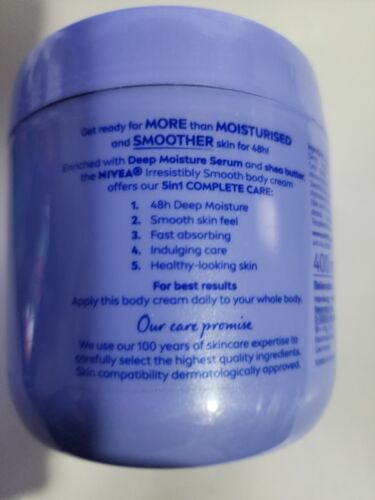 Get ready for MORE than MOISTURISED
and SMOOTHER skin for 48h!
Enriched with Deep Moisture Serum and shea butter,
the NIVEA® Irresistibly Smooth body cream
offers our 5in1 COMPLETE CARE:
1. 48h Deep Moisture
2. Smooth skin feel
3. Fast absorbing
4. Indulging care
5. Healthy-looking skin
For best results
Apply this body cream daily to your whole body.
Our care promise
We use our 100 years of skincare expertise to
carefully select the highest quality ingredients.
Skin compatibility dermatologically approved.
400